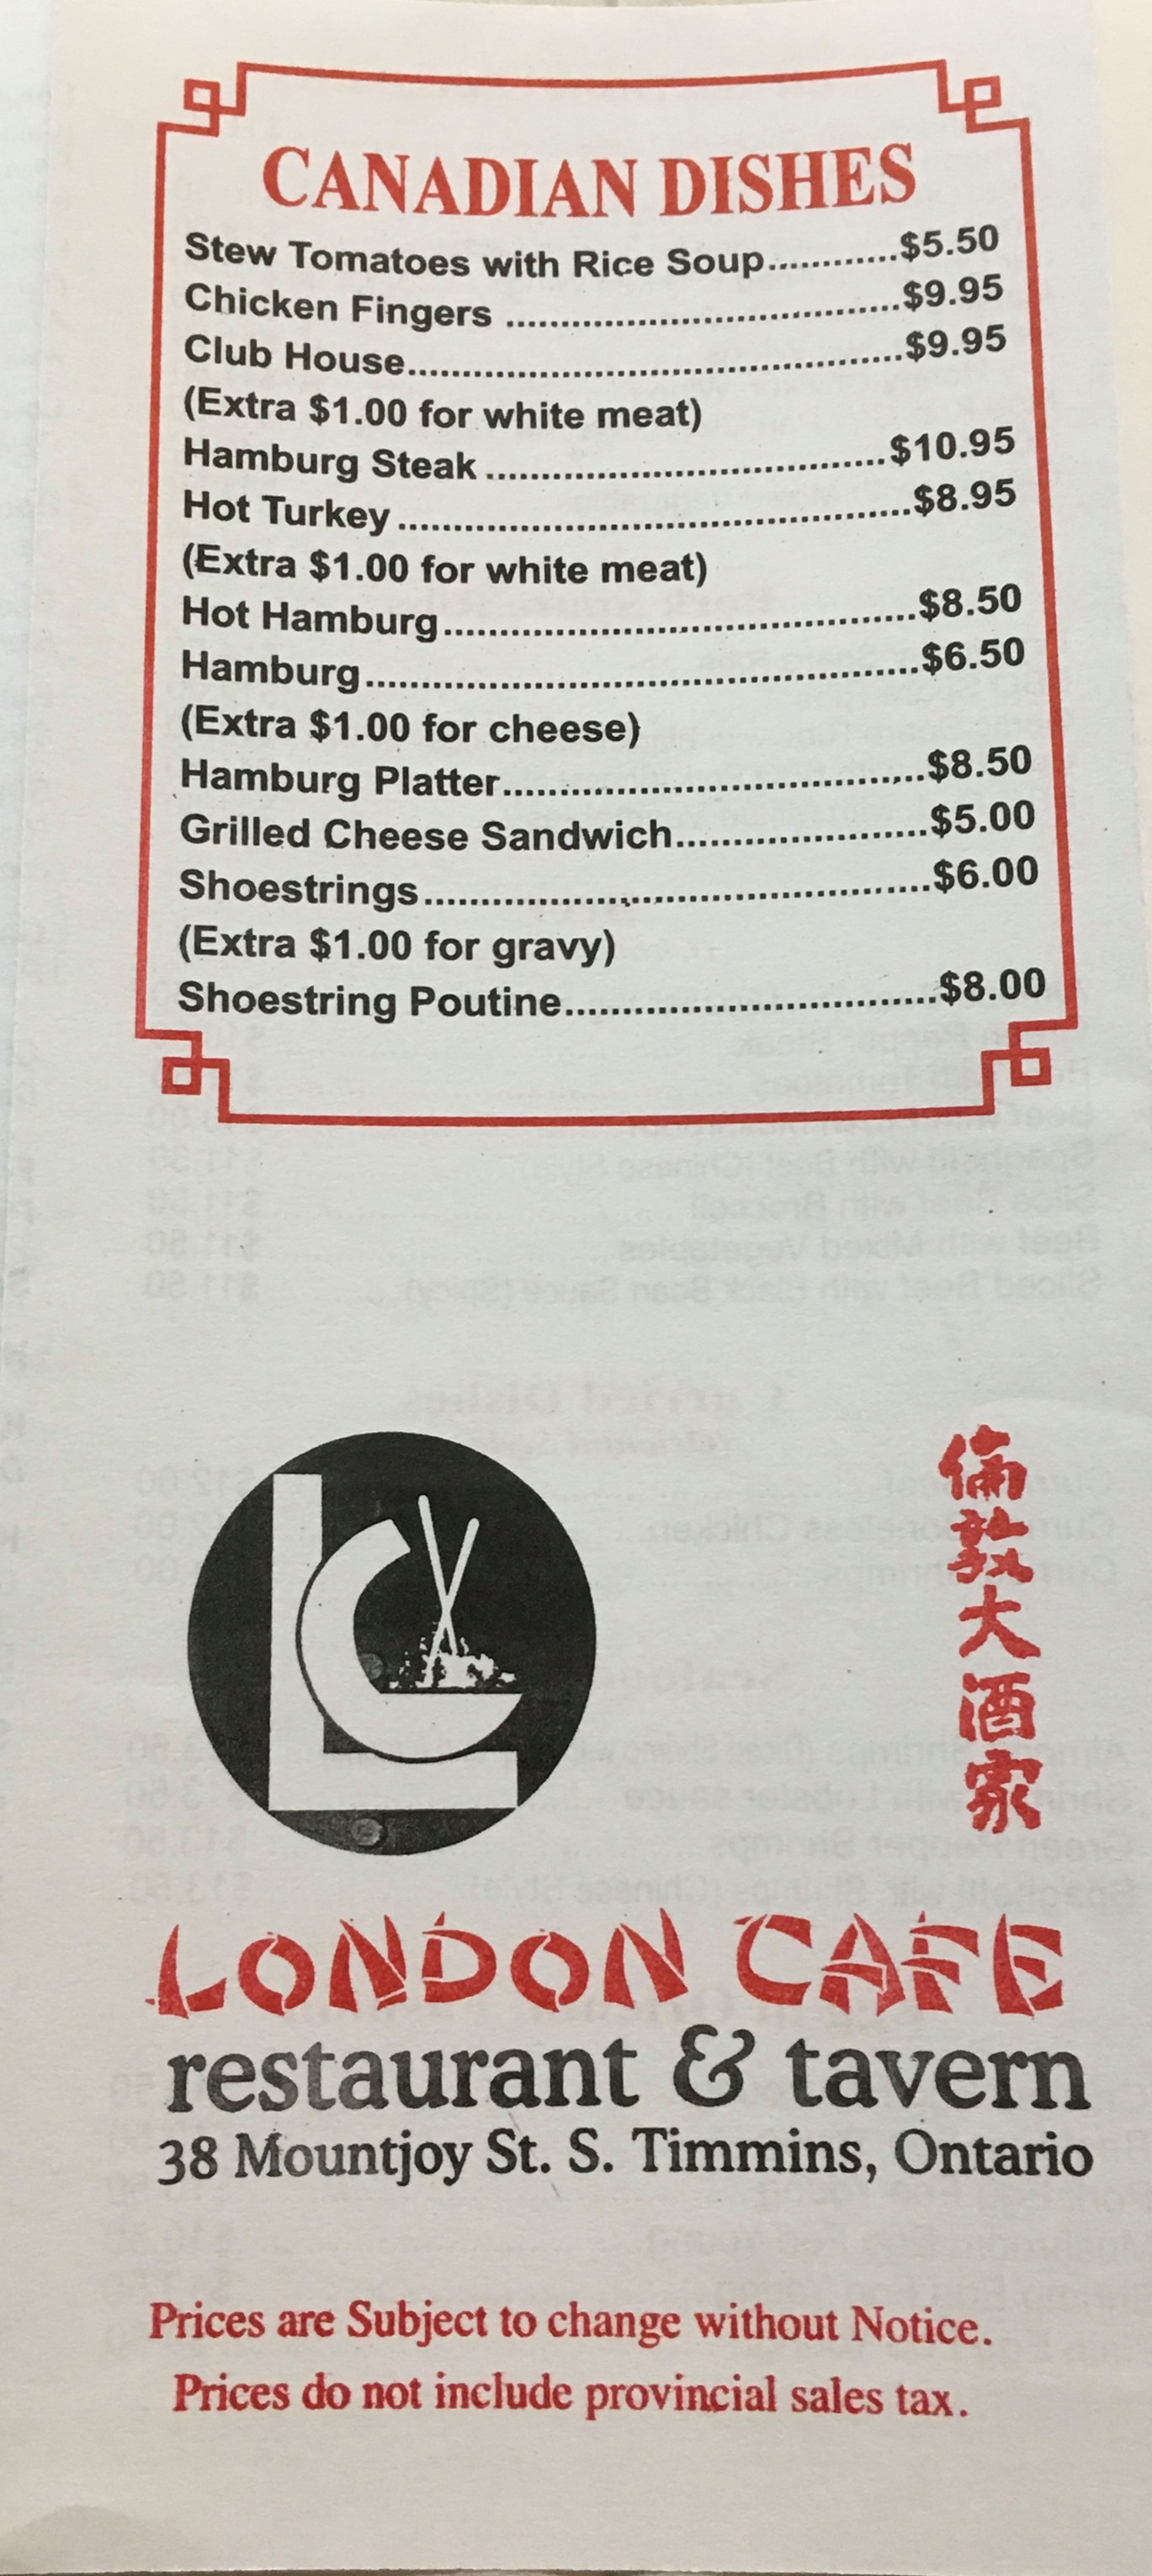 CANADIAN DISHES
Stew Tomatoes with Rice Soup............$5.50
Chicken Fingers ....................................$9.95
Club House.............................................$9.95
(Extra $1.00 for white meat)
Hamburg Steak .....................................$10.95
Hot Turkey ..............................................$8.95
(Extra $1.00 for white meat)
Hot Hamburg...........................................$8.50
Hamburg..................................................$6.50
(Extra $1.00 for cheese)
Hamburg Platter......................................$8.50
Grilled Cheese Sandwich.......................$5.00
Shoestrings.............................................$6.00
(Extra $1.00 for gravy)
Shoestring Poutine.................................$8.00
LC
倫敦大酒家
LONDON CAFE
restaurant & tavern
38 Mountjoy St. S. Timmins, Ontario
Prices are Subject to change without Notice.
Prices do not include provincial sales tax.